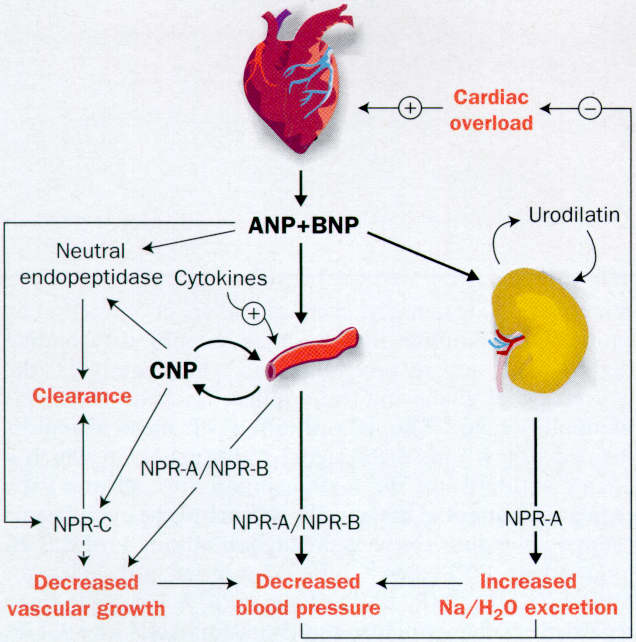 Cardiac
overload
+
−
ANP+BNP
Urodilatin
Neutral
endopeptidase
Cytokines
+
CNP
Clearance
NPR-A/NPR-B
NPR-C
NPR-A/NPR-B
NPR-A
Decreased
vascular growth
Decreased
blood pressure
Increased
Na/H₂O excretion